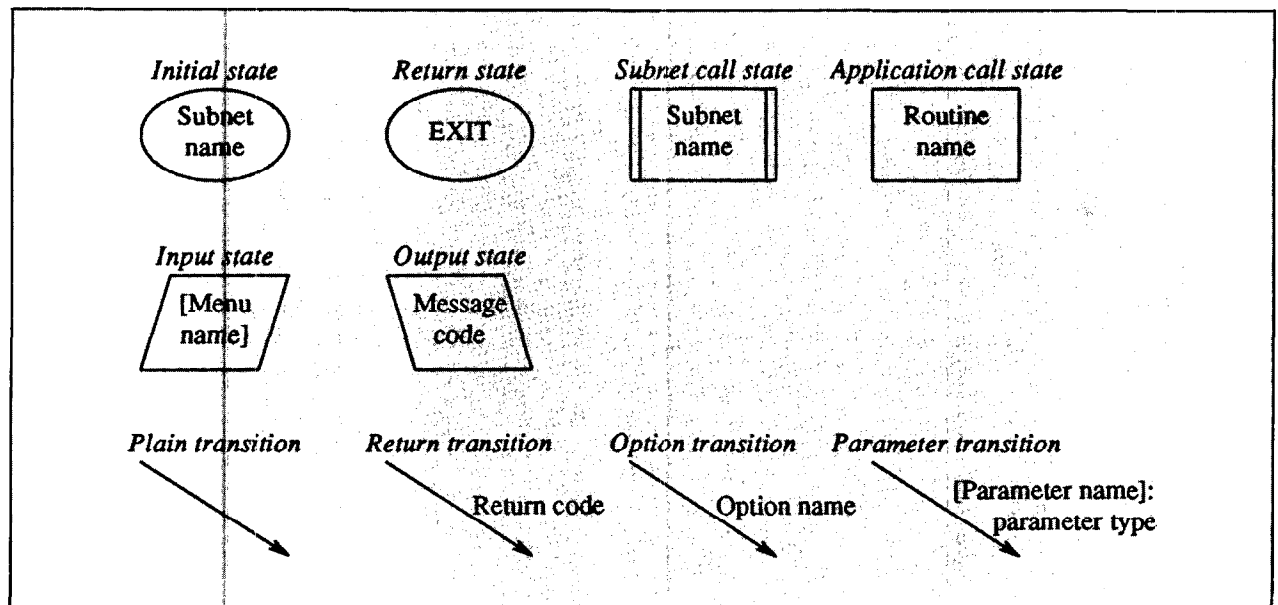 Initial state
Return state
Subnet call state
Application call state
Subnet
name
EXIT
Subnet
name
Routine
name
Input state
Output state
[Menu
name]
Message
code
Plain transition
Return transition
Option transition
Parameter transition
Return code
Option name
[Parameter name]:
parameter type